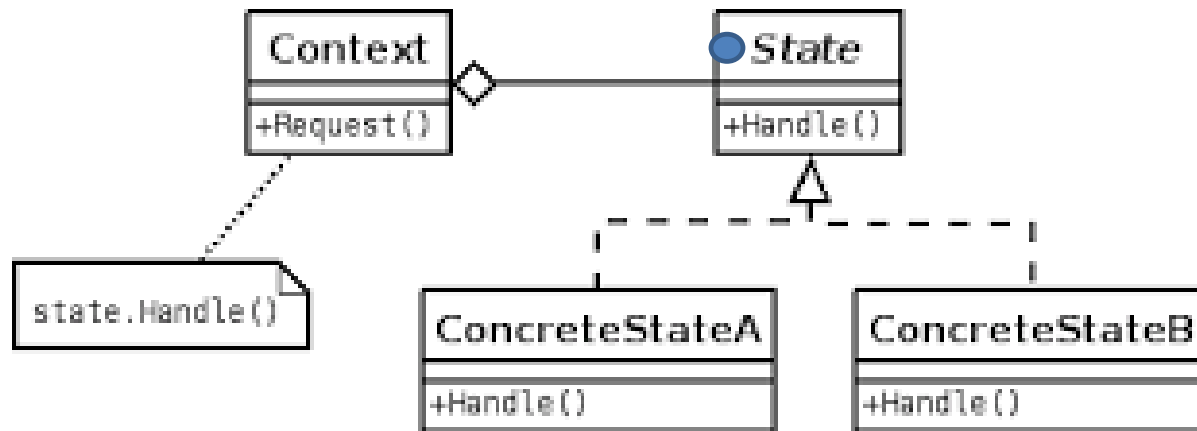 Context
State
+Request()
+Handle()
state.Handle()
ConcreteStateA
ConcreteStateB
+Handle()
+Handle()